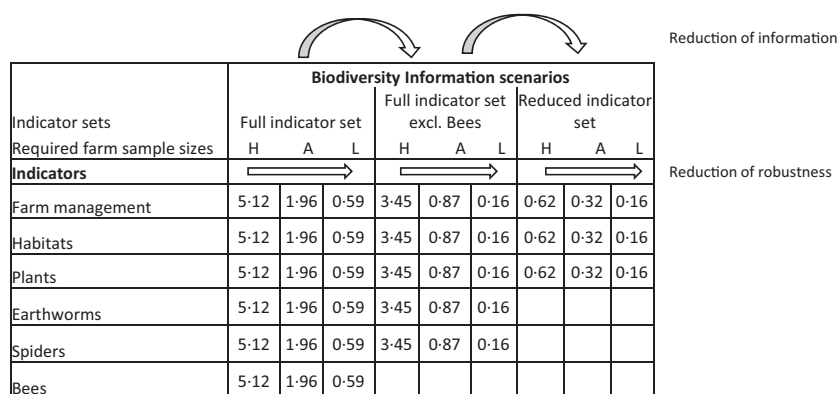 Reduction of information
Biodiversity Information scenarios
Indicator sets Full indicator set Full indicator set excl. Bees Reduced indicator set
Required farm sample sizes H A L H A L H A L
Indicators
Reduction of robustness
Farm management 5·12 1·96 0·59 3·45 0·87 0·16 0·62 0·32 0·16
Habitats 5·12 1·96 0·59 3·45 0·87 0·16 0·62 0·32 0·16
Plants 5·12 1·96 0·59 3·45 0·87 0·16 0·62 0·32 0·16
Earthworms 5·12 1·96 0·59 3·45 0·87 0·16
Spiders 5·12 1·96 0·59 3·45 0·87 0·16
Bees 5·12 1·96 0·59